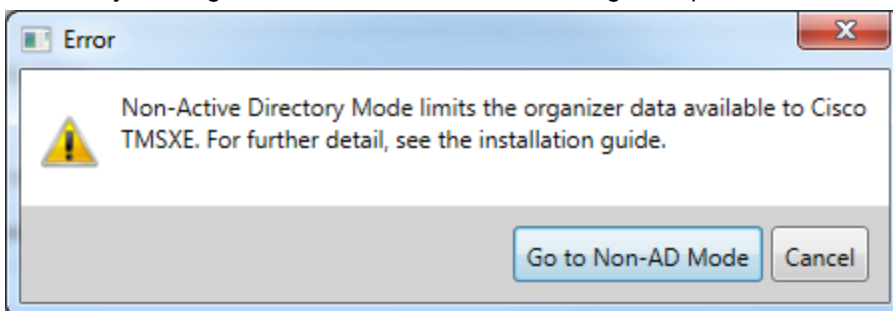 Error
x
Non-Active Directory Mode limits the organizer data available to Cisco
TMSXE. For further detail, see the installation guide.
Go to Non-AD Mode Cancel